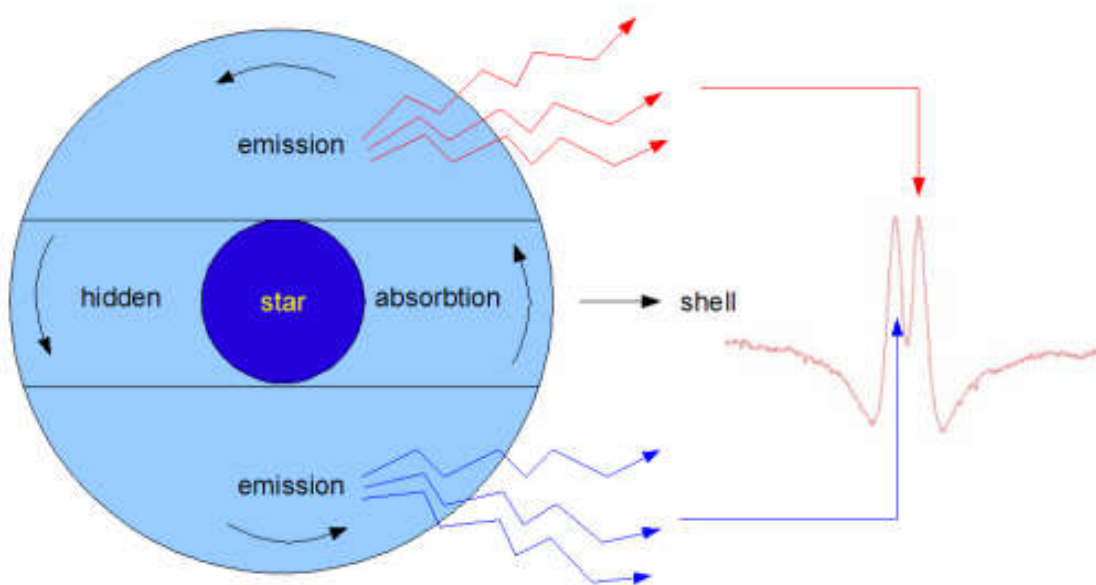 emission
hidden
star
absorbtion
shell
emission